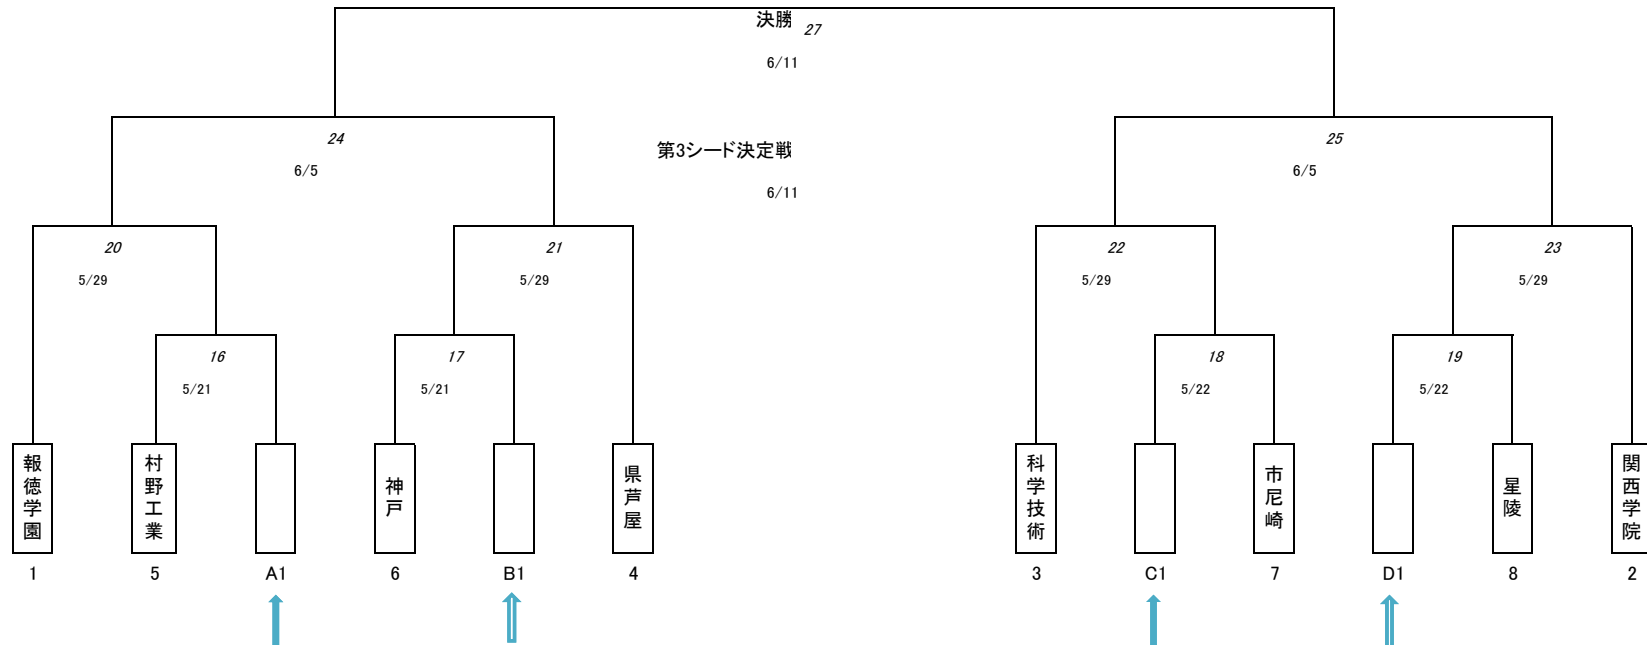 決勝
27
6/11
24
25
第3シード決定戦
6/5
6/5
6/11
20
21
22
23
5/29
5/29
5/29
5/29
16
17
18
19
5/21
5/21
5/22
5/22
報徳学園
村野工業
神戸
県芦屋
科学技術
市尼崎
星陵
関西学院
1
5
A1
6
B1
4
3
C1
7
D1
8
2